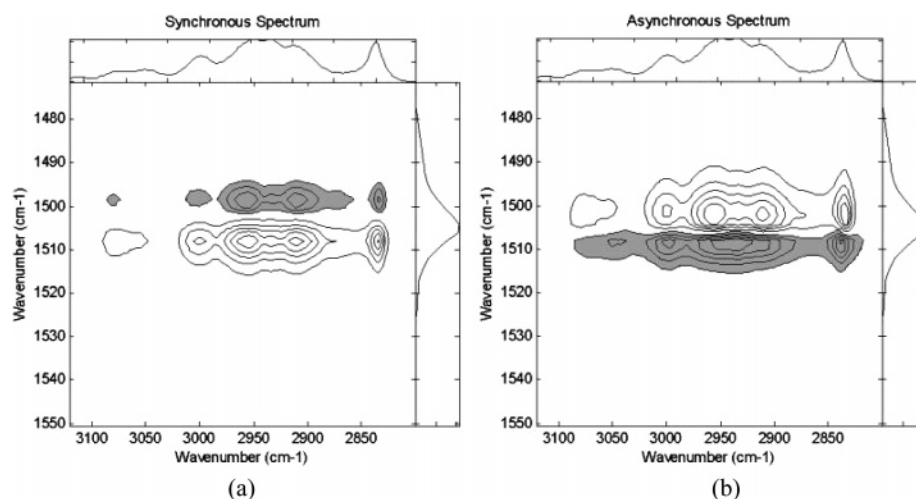 Synchronous Spectrum
Asynchronous Spectrum
1480
1490
1500
1510
1520
1530
1540
1550
3100 3050 3000 2950 2900 2850
Wavenumber (cm-1)
Wavenumber (cm-1)
(a)
1480
1490
1500
1510
1520
1530
1540
1550
3100 3050 3000 2950 2900 2850
Wavenumber (cm-1)
Wavenumber (cm-1)
(b)